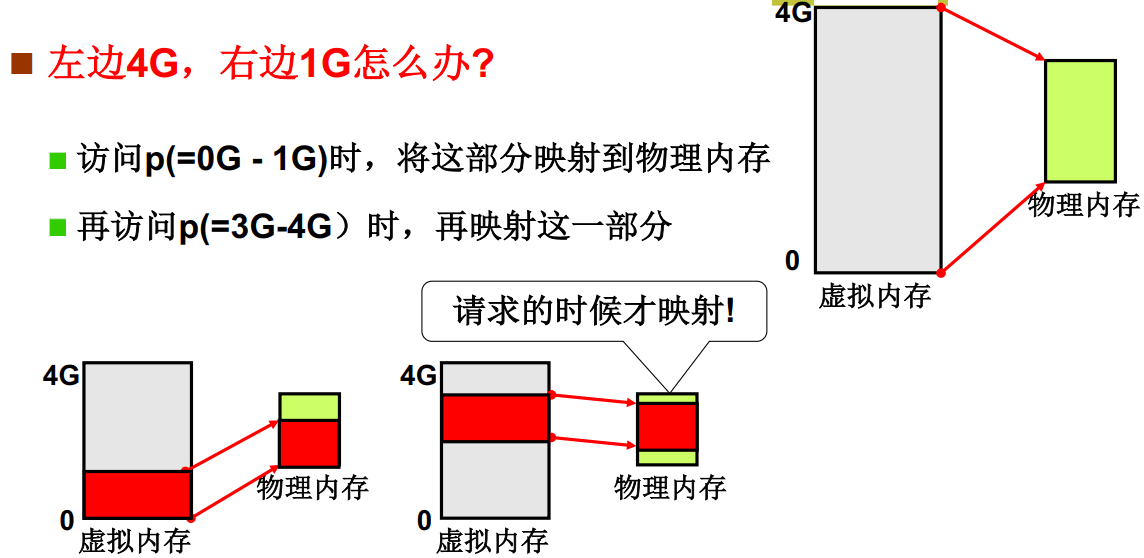 左边4G，右边1G怎么办?
访问p(=0G - 1G)时，将这部分映射到物理内存
再访问p(=3G-4G）时，再映射这一部分
4G
物理内存
0
虚拟内存
请求的时候才映射!
4G
物理内存
0
虚拟内存
4G
物理内存
0
虚拟内存